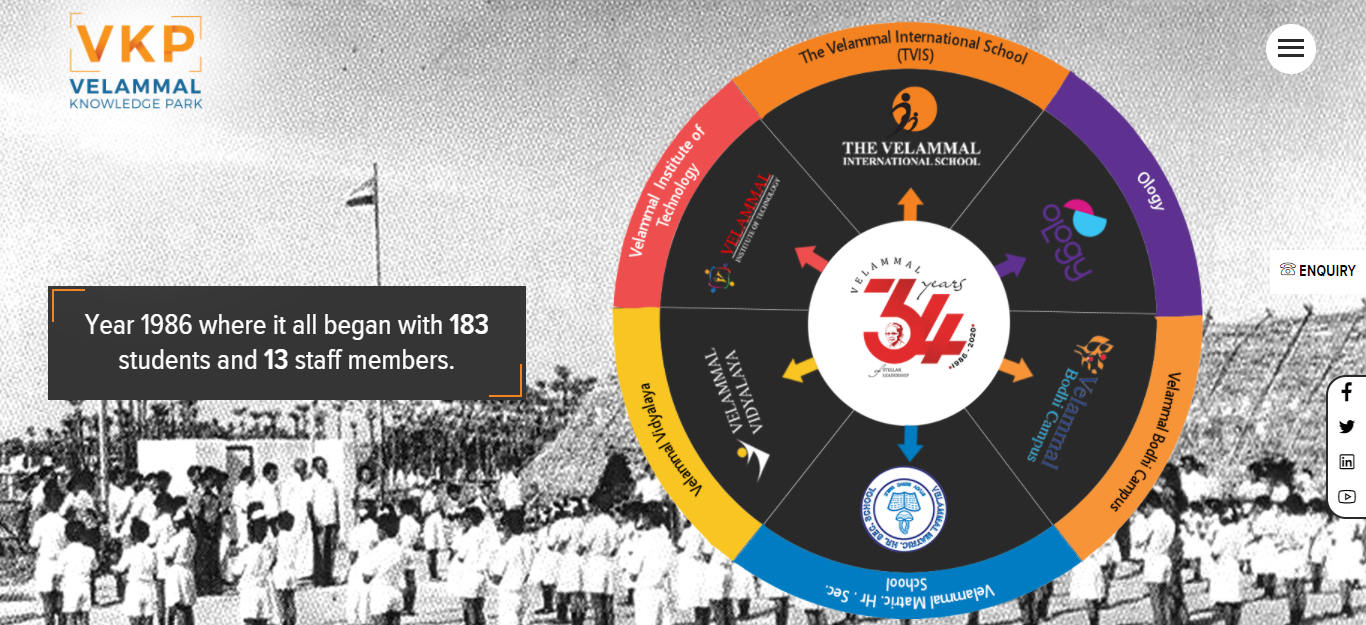 VKP
VELAMMAL
KNOWLEDGE PARK
ENQUIRY
Year 1986 where it all began with 183
students and 13 staff members.
The Velammal International School
(TVIS)
THE VELAMMAL
INTERNATIONAL SCHOOL
Ology
ology
Velammal Bodhi Campus
Velammal
Bodhi Campus
Velammal Matric. Hr . Sec.
School
VELAMMAL MATRIC. HR. SEC. SCHOOL
Velammal Vidyalaya
VELAMMAL
VIDYALAYA
Velammal Institute of
Technology
VELAMMAL
INSTITUTE OF TECHNOLOGY
VELAMMAL
34 years
1986 - 2020
of STELLAR
LEADERSHIP